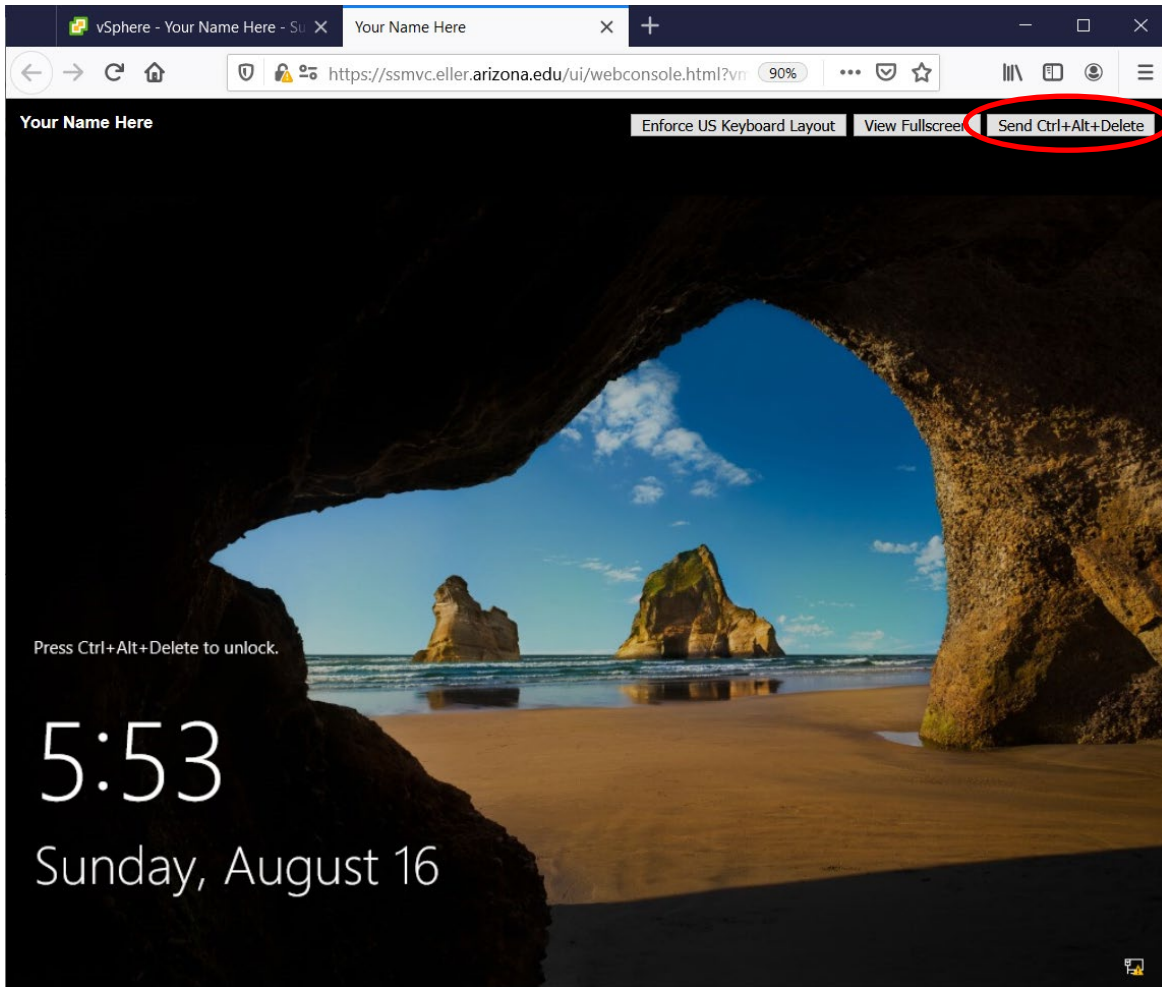 vSphere - Your Name Here - Su
Your Name Here
https://ssmvc.eller.arizona.edu/ui/webconsole.html?vm
90%
Your Name Here
Enforce US Keyboard Layout
View Fullscreen
Send Ctrl+Alt+Delete
Press Ctrl+Alt+Delete to unlock.
5:53
Sunday, August 16